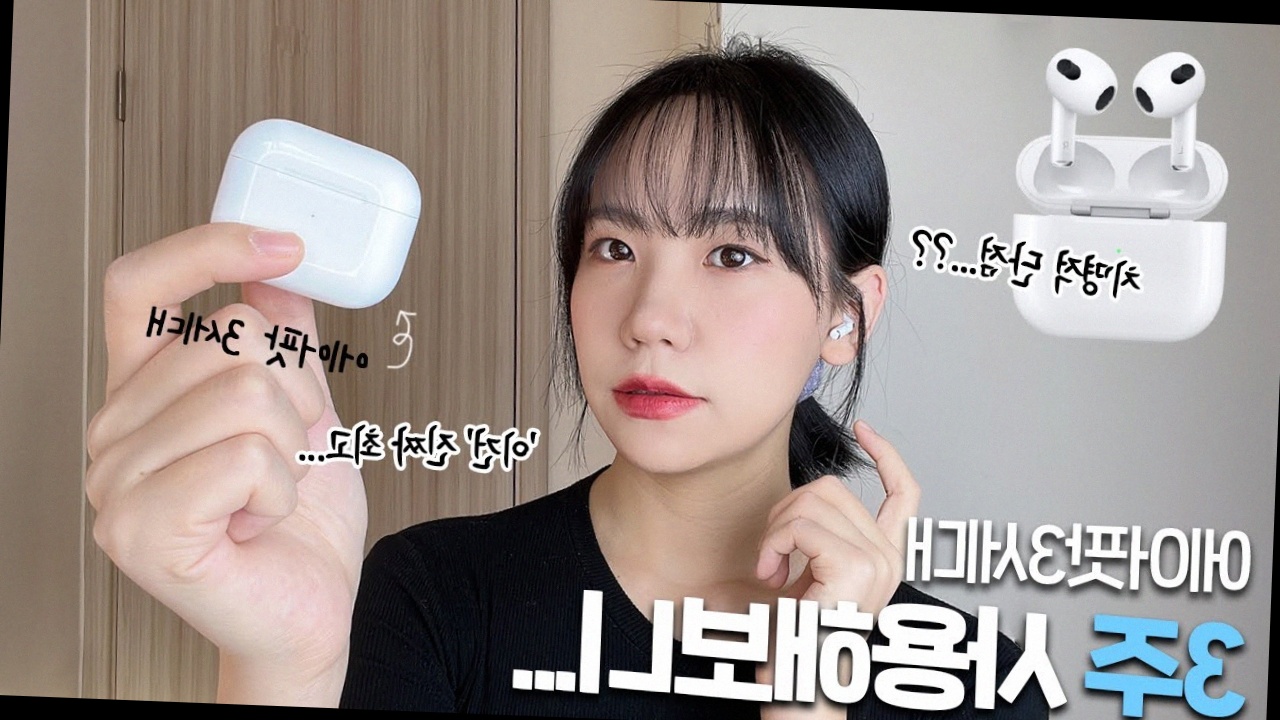 치명적 단점...??
에어팟 3세대
'이건' 진짜 최고...
에어팟3세대
3주 사용해보니...